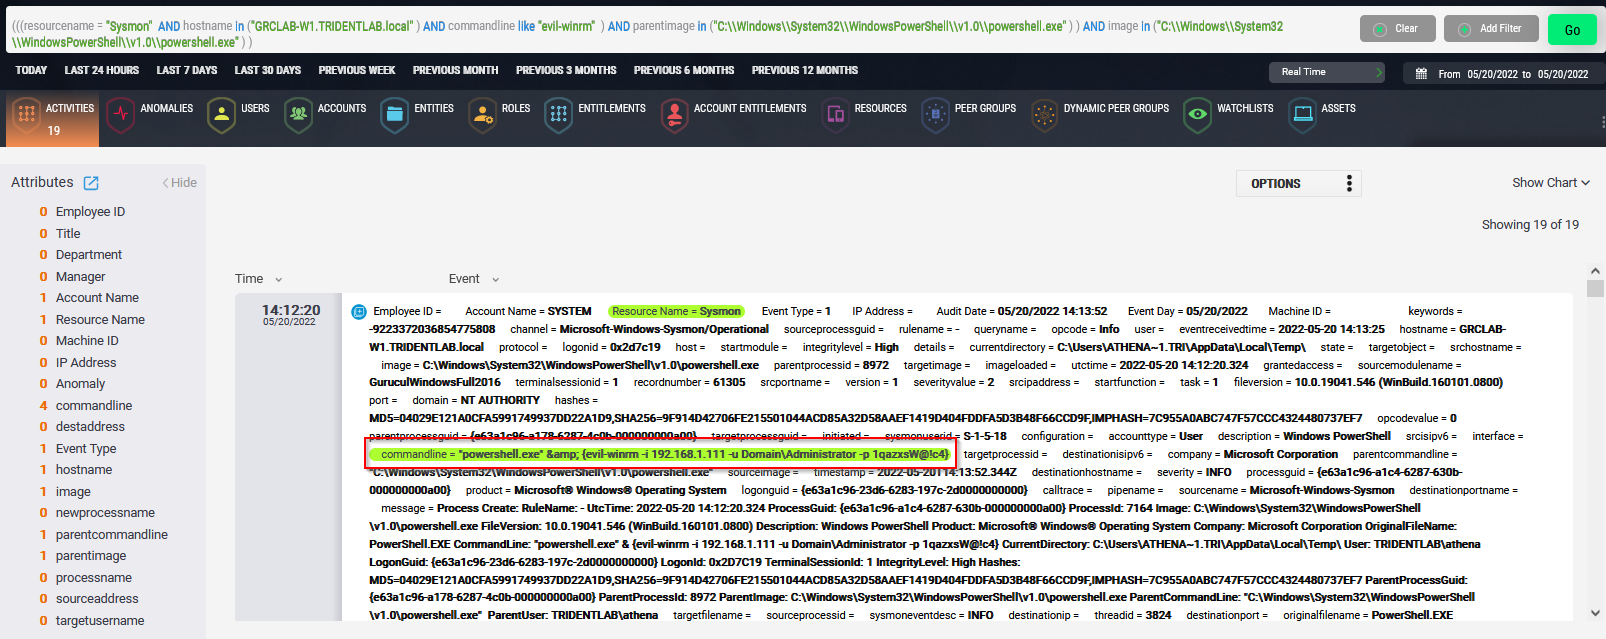 (((resourcename = "Sysmon" AND hostname in ("GRCLAB-W1.TRIDENTLAB.local" ) AND commandline like "evil-winrm" ) AND parentimage in ("C:\\Windows\\System32\\WindowsPowerShell\\v1.0\\powershell.exe" ) ) AND image in ("C:\\Windows\\System32
\\WindowsPowerShell\\v1.0\\powershell.exe" ) )
Clear
Add Filter
Go
TODAY LAST 24 HOURS LAST 7 DAYS LAST 30 DAYS PREVIOUS WEEK PREVIOUS MONTH PREVIOUS 3 MONTHS PREVIOUS 6 MONTHS PREVIOUS 12 MONTHS
Real Time
From 05/20/2022 to 05/20/2022
ACTIVITIES ANOMALIES USERS ACCOUNTS ENTITIES ROLES ENTITLEMENTS ACCOUNT ENTITLEMENTS RESOURCES PEER GROUPS DYNAMIC PEER GROUPS WATCHLISTS ASSETS
19
Attributes
Hide
0 Employee ID
0 Title
0 Department
0 Manager
1 Account Name
1 Resource Name
0 Machine ID
0 IP Address
0 Anomaly
4 commandline
0 destaddress
1 Event Type
1 hostname
1 image
0 newprocessname
1 parentcommandline
1 parentimage
0 processname
0 sourceaddress
0 targetusername
OPTIONS
Show Chart
Showing 19 of 19
Time Event
14:12:20
05/20/2022
Employee ID = Account Name = SYSTEM Resource Name = Sysmon Event Type = 1 IP Address = Audit Date = 05/20/2022 14:13:52 Event Day = 05/20/2022 Machine ID = keywords =
-9223372036854775808 channel = Microsoft-Windows-Sysmon/Operational sourceprocessguid = rulename = - queryname = opcode = Info user = eventreceivedtime = 2022-05-20 14:13:25 hostname = GRCLAB-
W1.TRIDENTLAB.local protocol = logonid = 0x2d7c19 host = startmodule = integritylevel = High details = currentdirectory = C:\Users\ATHENA~1.TRI\AppData\Local\Temp\ state = targetobject = srchostname =
image = C:\Windows\System32\WindowsPowerShell\v1.0\powershell.exe parentprocessid = 8972 targetimage = imageloaded = utctime = 2022-05-20 14:12:20.324 grantedaccess = sourcemodulename =
GuruculWindowsFull2016 terminalsessionid = 1 recordnumber = 61305 srcportname = version = 1 severityvalue = 2 srcipaddress = startfunction = task = 1 fileversion = 10.0.19041.546 (WinBuild.160101.0800)
port = domain = NT AUTHORITY hashes =
MD5=04029E121A0CFA5991749937DD22A1D9,SHA256=9F914D42706FE215501044ACD85A32D58AAEF1419D404FDDFA5D3B48F66CCD9F,IMPHASH=7C955A0ABC747F57CCC4324480737EF7 opcodevalue = 0
parentprocessguid = {e63a1c96-a178-6287-4c0b-000000000a00} targetprocessguid = initiated = sysmonuserid = S-1-5-18 configuration = accounttype = User description = Windows PowerShell srcisipv6 = interface =
commandline = "powershell.exe" &amp; {evil-winrm -i 192.168.1.111 -u Domain\Administrator -p 1qazxsW@!c4} targetprocessid = destinationisipv6 = company = Microsoft Corporation parentcommandline =
"C:\Windows\System32\WindowsPowerShell\v1.0\powershell.exe" sourceimage = timestamp = 2022-05-20T14:13:52.344Z destinationhostname = severity = INFO processguid = {e63a1c96-a1c4-6287-630b-
000000000a00} product = Microsoft® Windows® Operating System logonguid = {e63a1c96-23d6-6283-197c-2d0000000000} calltrace = pipename = sourcename = Microsoft-Windows-Sysmon destinationportname =
message = Process Create: RuleName: - UtcTime: 2022-05-20 14:12:20.324 ProcessGuid: {e63a1c96-a1c4-6287-630b-000000000a00} ProcessId: 7164 Image: C:\Windows\System32\WindowsPowerShell
\v1.0\powershell.exe FileVersion: 10.0.19041.546 (WinBuild.160101.0800) Description: Windows PowerShell Product: Microsoft® Windows® Operating System Company: Microsoft Corporation OriginalFileName:
PowerShell.EXE CommandLine: "powershell.exe" & {evil-winrm -i 192.168.1.111 -u Domain\Administrator -p 1qazxsW@!c4} CurrentDirectory: C:\Users\ATHENA~1.TRI\AppData\Local\Temp\ User: TRIDENTLAB\athena
LogonGuid: {e63a1c96-23d6-6283-197c-2d0000000000} LogonId: 0x2D7C19 TerminalSessionId: 1 IntegrityLevel: High Hashes:
MD5=04029E121A0CFA5991749937DD22A1D9,SHA256=9F914D42706FE215501044ACD85A32D58AAEF1419D404FDDFA5D3B48F66CCD9F,IMPHASH=7C955A0ABC747F57CCC4324480737EF7 ParentProcessGuid:
{e63a1c96-a178-6287-4c0b-000000000a00} ParentProcessId: 8972 ParentImage: C:\Windows\System32\WindowsPowerShell\v1.0\powershell.exe ParentCommandLine: "C:\Windows\System32\WindowsPowerShell
\v1.0\powershell.exe" ParentUser: TRIDENTLAB\athena targetfilename = sourceprocessid = sysmoneventdesc = INFO destinationip = threadid = 3824 destinationport = originalfilename = PowerShell.EXE